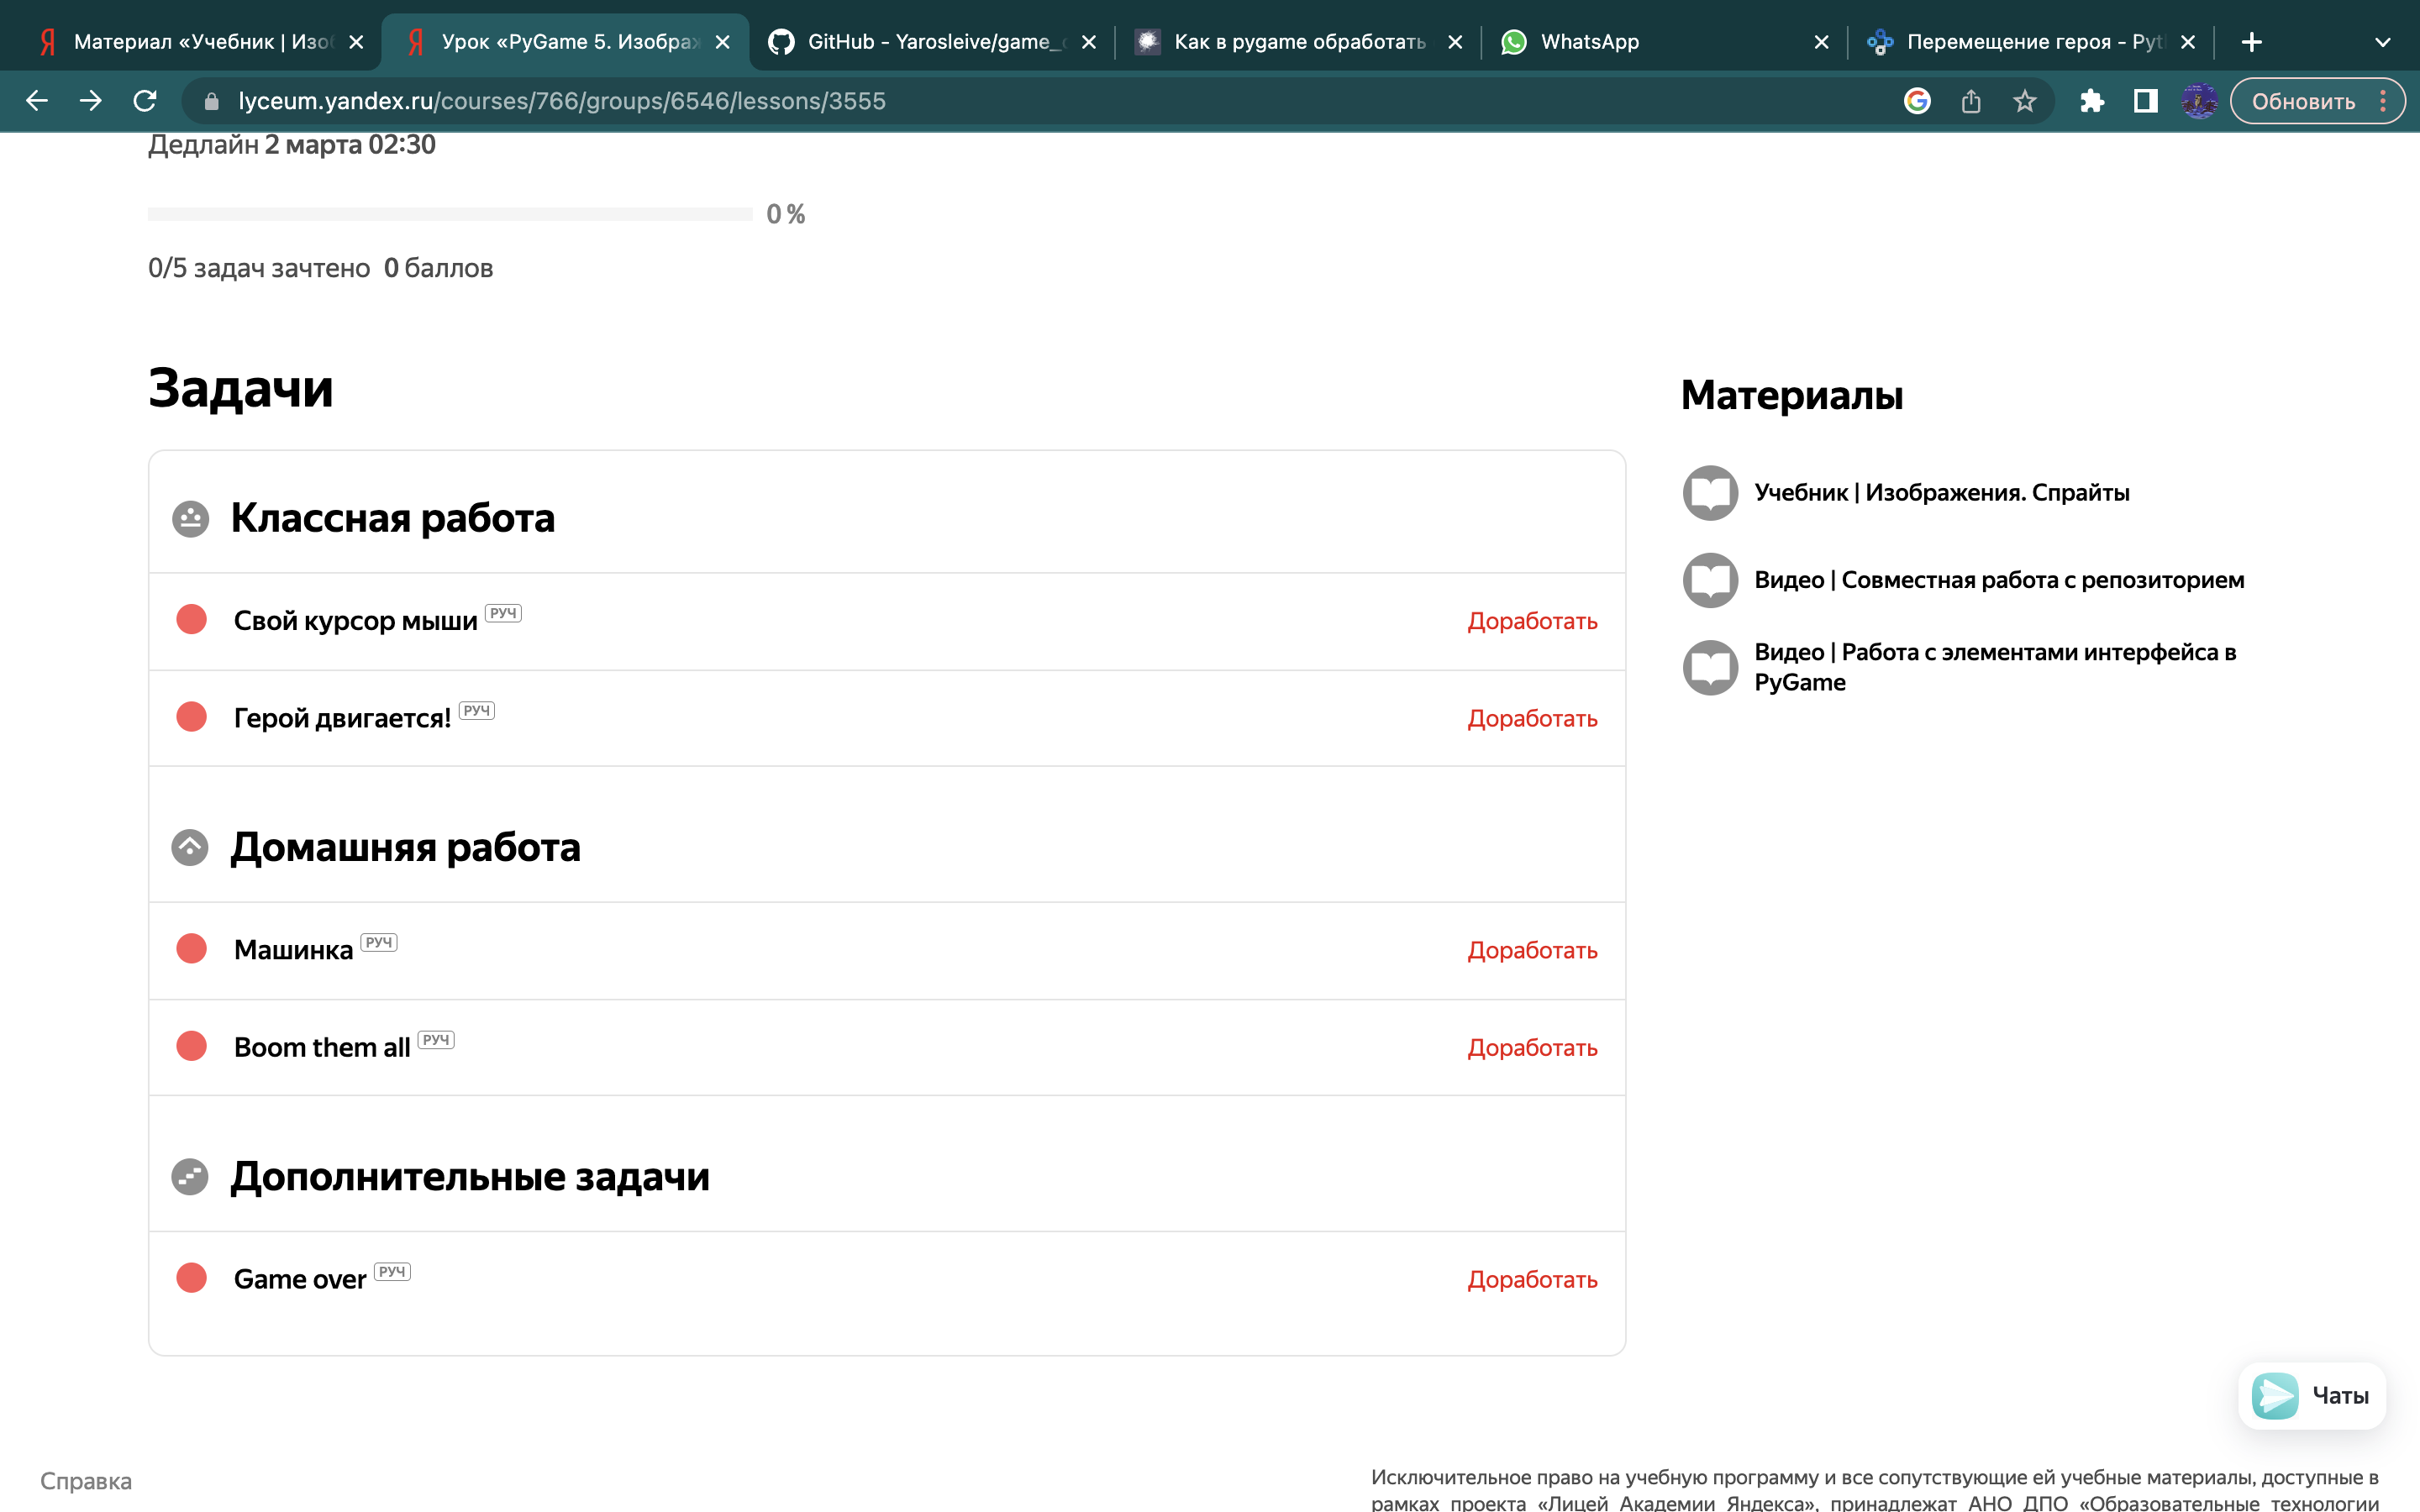 Материал «Учебник | Изо
Урок «PyGame 5. Изображ
GitHub - Yarosleive/game_
Как в pygame обработать
WhatsApp
Перемещение героя - Pyt
lyceum.yandex.ru/courses/766/groups/6546/lessons/3555
Обновить
Дедлайн 2 марта 02:30
0 %
0/5 задач зачтено 0 баллов
Задачи
Материалы
Классная работа
Учебник | Изображения. Спрайты
Видео | Совместная работа с репозиторием
Свой курсор мыши РУЧ
Доработать
Видео | Работа с элементами интерфейса в
PyGame
Герой двигается! РУЧ
Доработать
Домашняя работа
Машинка РУЧ
Доработать
Boom them all РУЧ
Доработать
Дополнительные задачи
Game over РУЧ
Доработать
Чаты
Справка
Исключительное право на учебную программу и все сопутствующие ей учебные материалы, доступные в
рамках проекта «Лицей Академии Яндекса», принадлежат АНО ДПО «Образовательные технологии